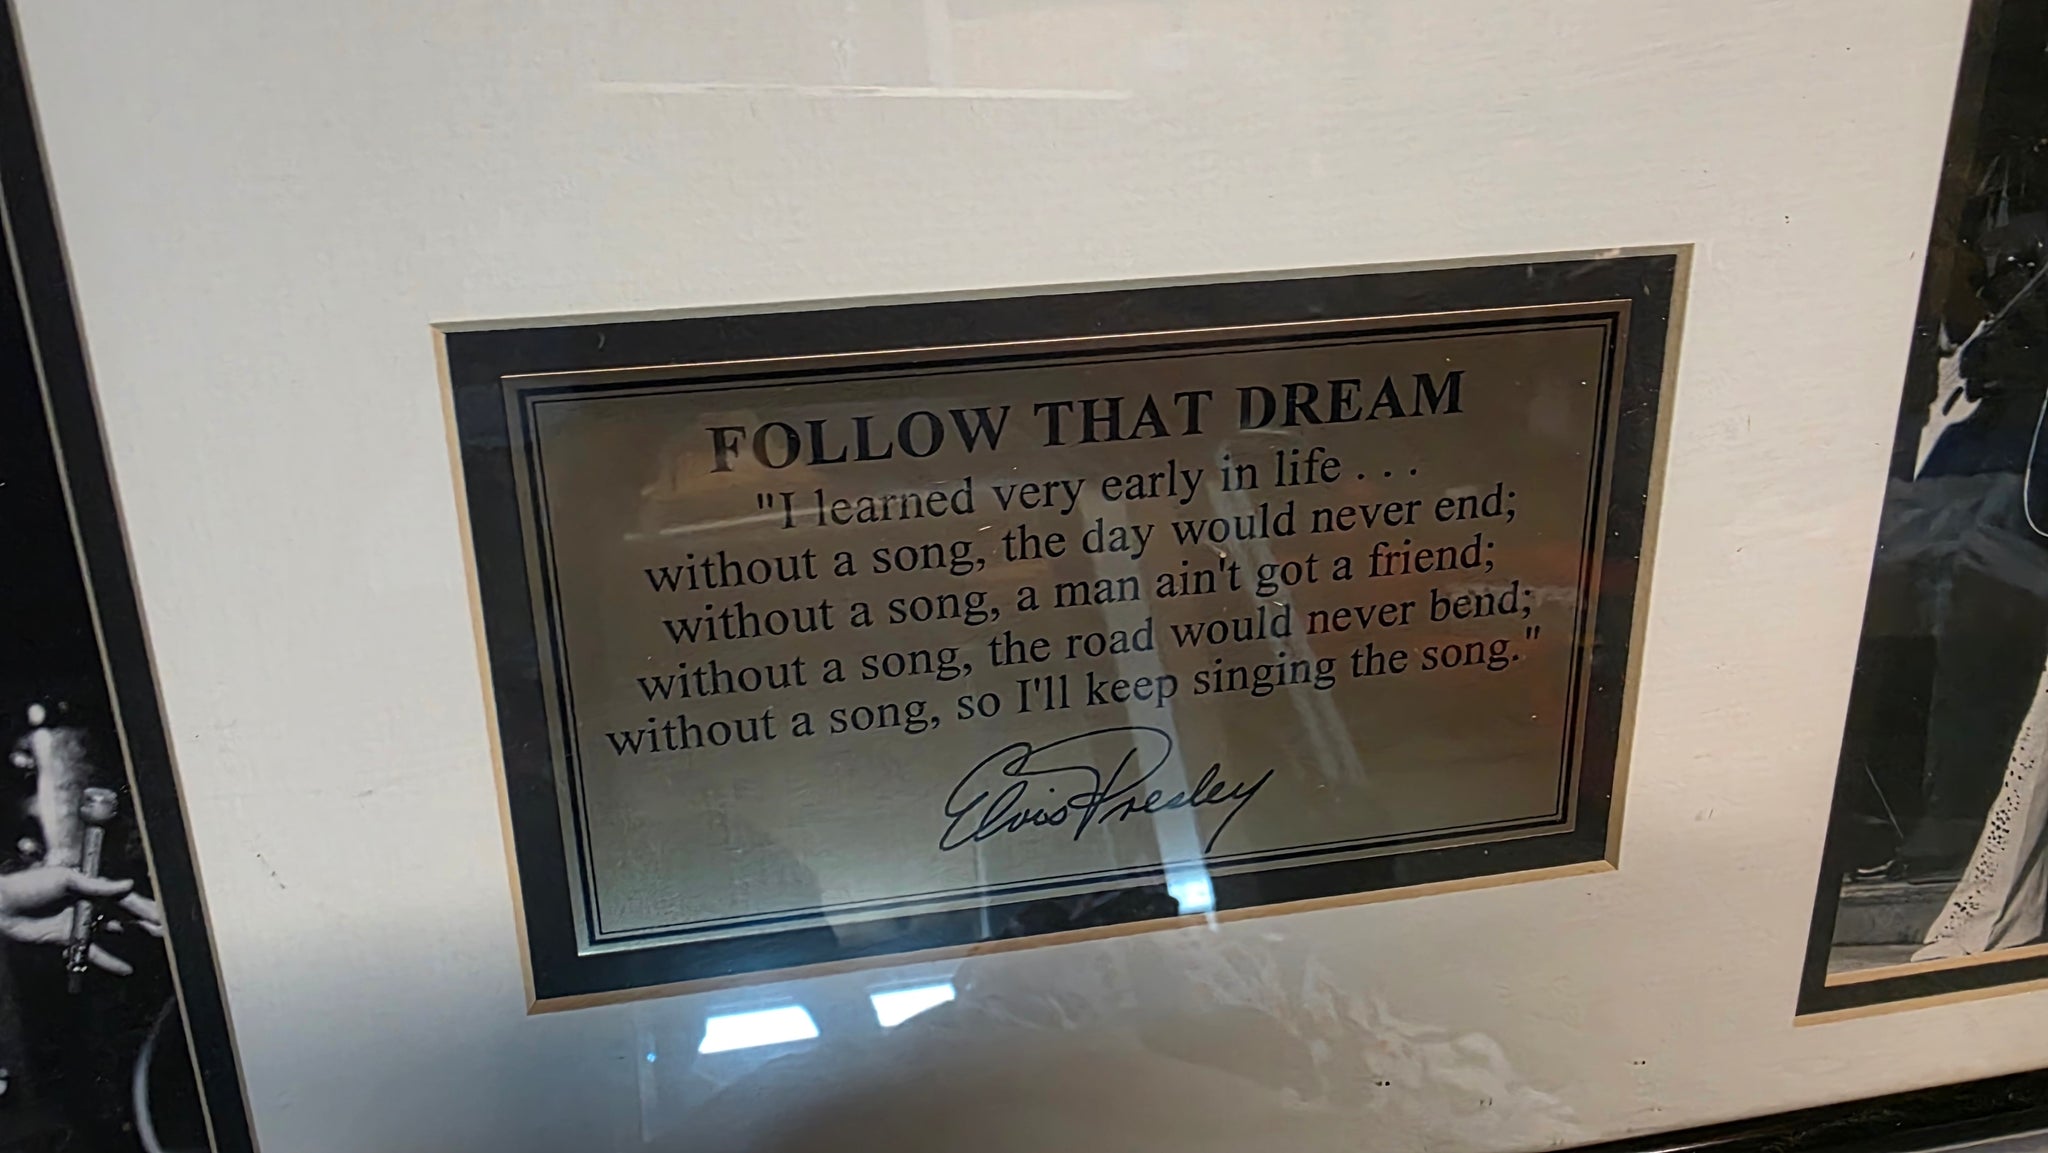 FOLLOW THAT DREAM
"I learned very early in life . . .
without a song, the day would never end;
without a song, a man ain't got a friend;
without a song, the road would never bend;
without a song, so I'll keep singing the song."
Elvis Presley